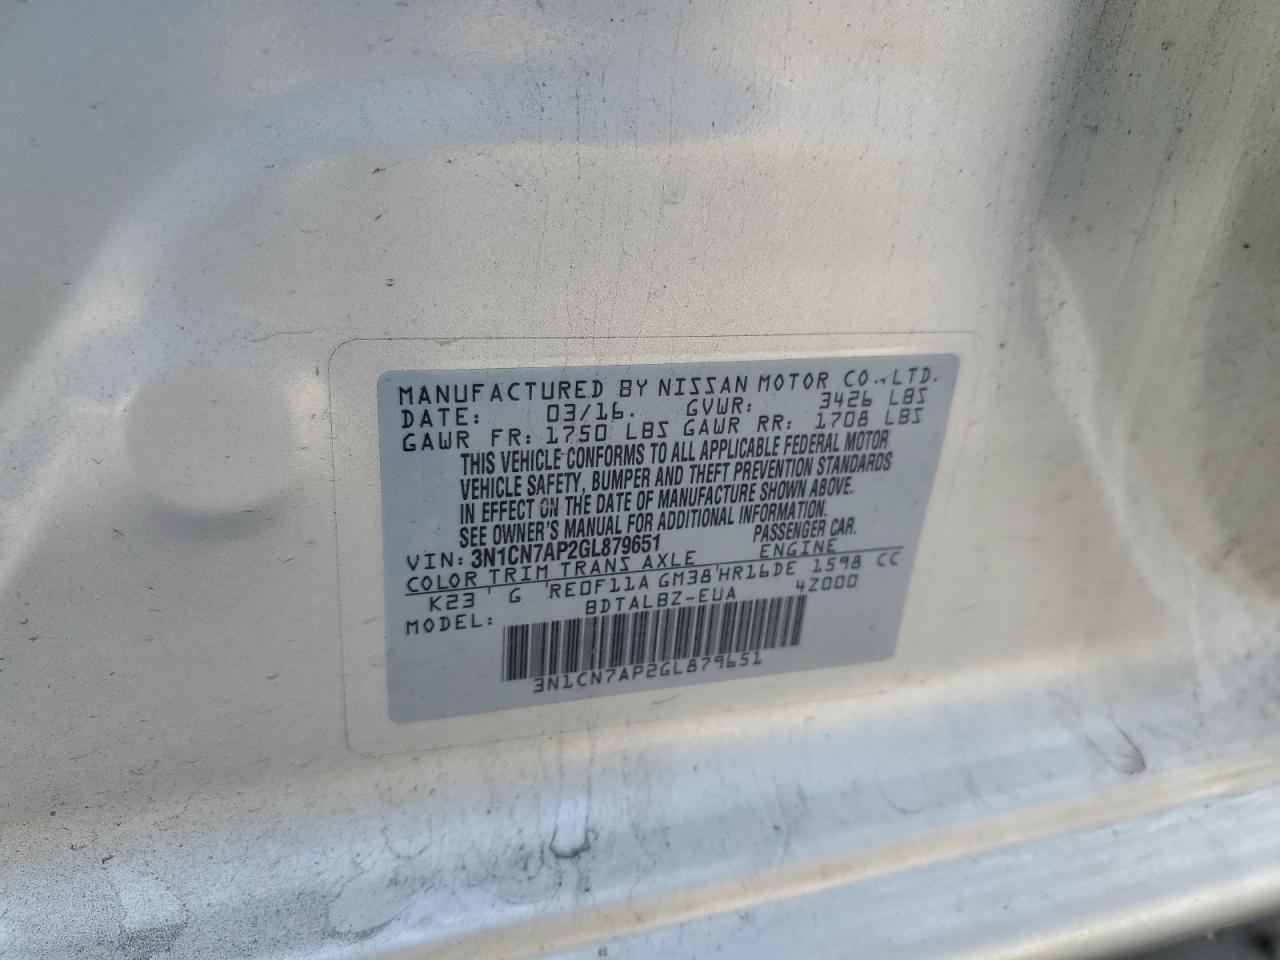 MANUFACTURED BY NISSAN MOTOR CO.,LTD.
DATE: 03/16. GVWR: 3426 LBS
GAWR FR: 1750 LBS GAWR RR: 1708 LBS
THIS VEHICLE CONFORMS TO ALL APPLICABLE FEDERAL MOTOR
VEHICLE SAFETY, BUMPER AND THEFT PREVENTION STANDARDS
IN EFFECT ON THE DATE OF MANUFACTURE SHOWN ABOVE.
SEE OWNER'S MANUAL FOR ADDITIONAL INFORMATION.
VIN: 3N1CN7AP2GL879651 PASSENGER CAR.
COLOR TRIM TRANS AXLE ENGINE
K23 ' G 'RE0F11A GM38'HR16DE 1598 CC
MODEL: BDTALBZ-EUA 4Z000
3N1CN7AP2GL879651